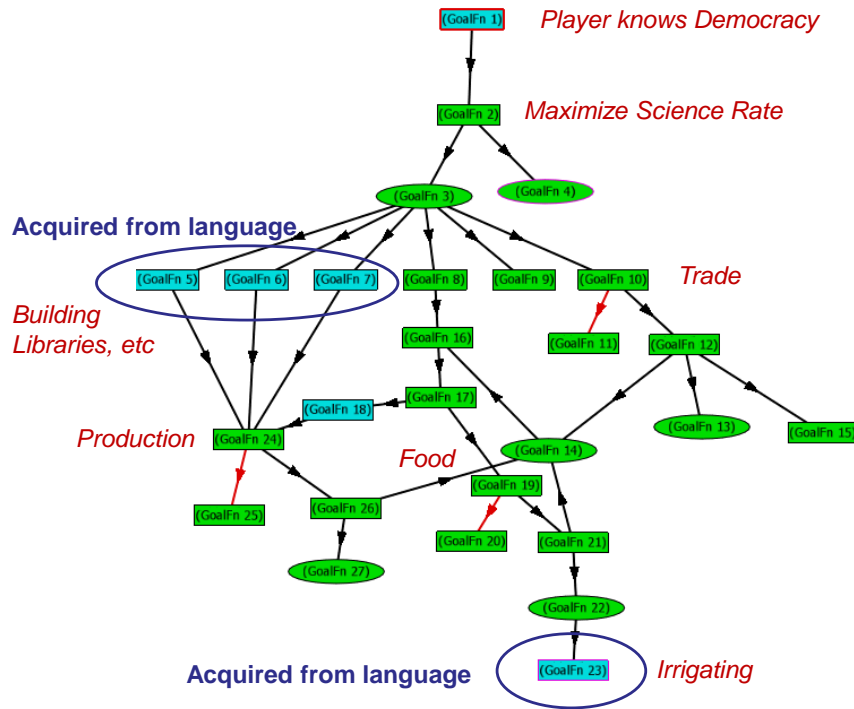 (GoalFn 1)
Player knows Democracy
(GoalFn 2)
Maximize Science Rate
(GoalFn 3)
(GoalFn 4)
Acquired from language
(GoalFn 5)
(GoalFn 6)
(GoalFn 7)
(GoalFn 8)
(GoalFn 9)
(GoalFn 10)
Trade
Building
Libraries, etc
(GoalFn 16)
(GoalFn 11)
(GoalFn 12)
(GoalFn 18)
(GoalFn 17)
(GoalFn 13)
(GoalFn 15)
Production
(GoalFn 24)
Food
(GoalFn 14)
(GoalFn 19)
(GoalFn 25)
(GoalFn 26)
(GoalFn 20)
(GoalFn 21)
(GoalFn 27)
(GoalFn 22)
Acquired from language
(GoalFn 23)
Irrigating